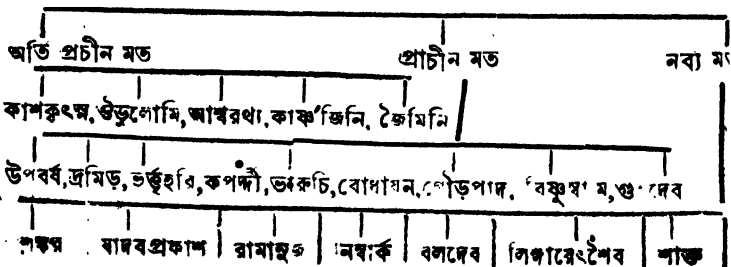 অতি প্রচীন মত প্রাচীন মত নব্য মত
কাশকৃৎস্ন, ঔডুলোমি, আশ্মরথ্য, কাষ্ণাজিনি, জৈমিনি
উপবর্ষ, দ্রমিড়, ভর্ত্তৃহরি, কপর্দ্দী, ভারুচি, বোধায়ন, গৌড়পাদ, বিষ্ণুস্বামী,
শঙ্কর যাদবপ্রকাশ রামানুজ নিম্বার্ক বলদেব লিঙ্গায়েৎশৈব শাক্ত